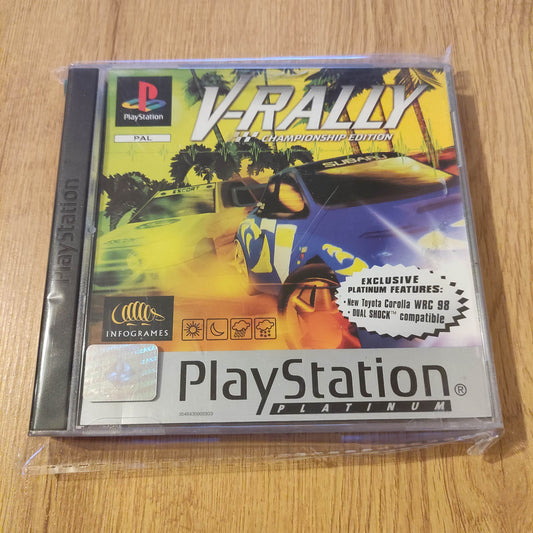 PlayStation
PlayStation
PAL
V-RALLY
CHAMPIONSHIP EDITION
SUBARU
ESCORT
EXCLUSIVE
PLATINUM FEATURES:
• New Toyota Corolla WRC 98
• DUAL SHOCK™ compatible
INFOGRAMES
PlayStation®
PLATINUM